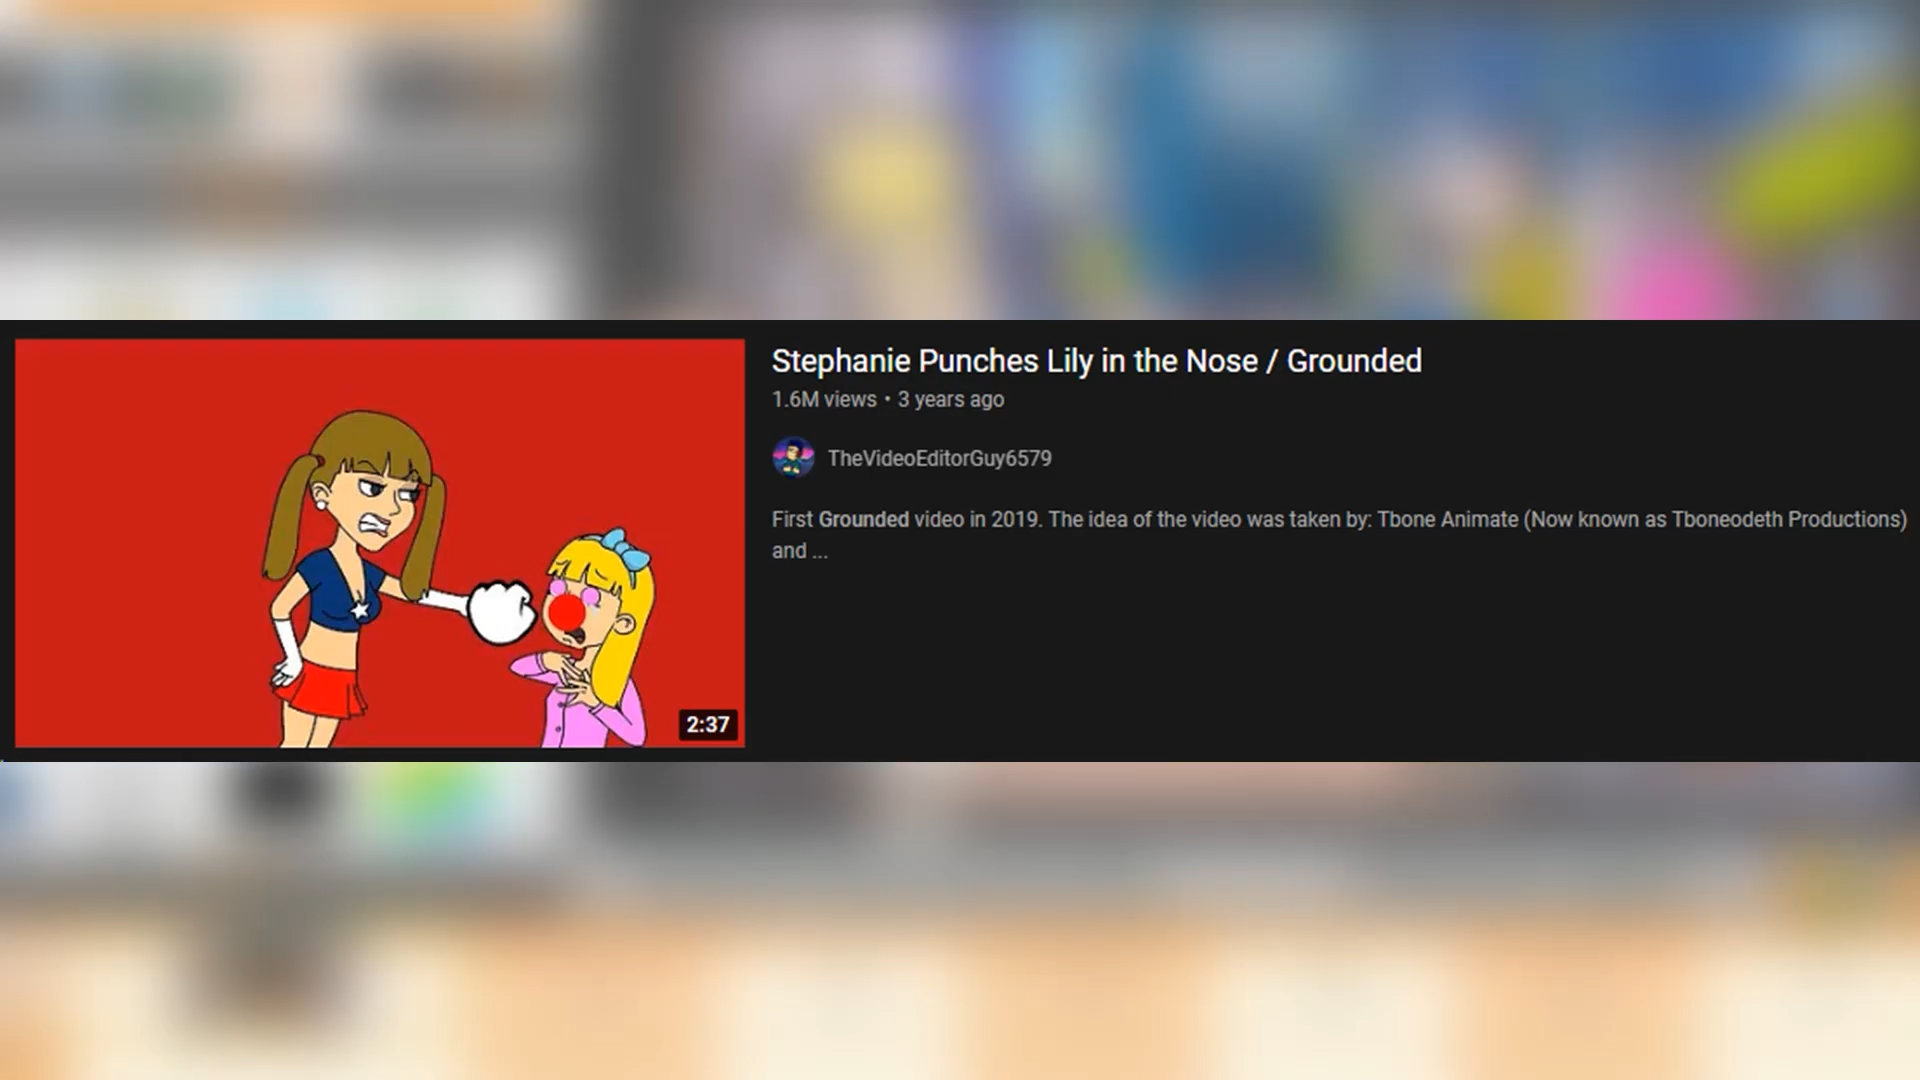 Stephanie Punches Lily in the Nose / Grounded
1.6M views • 3 years ago
TheVideoEditorGuy6579
First Grounded video in 2019. The idea of the video was taken by: Tbone Animate (Now known as Tboneodeth Productions)
and ...
2:37